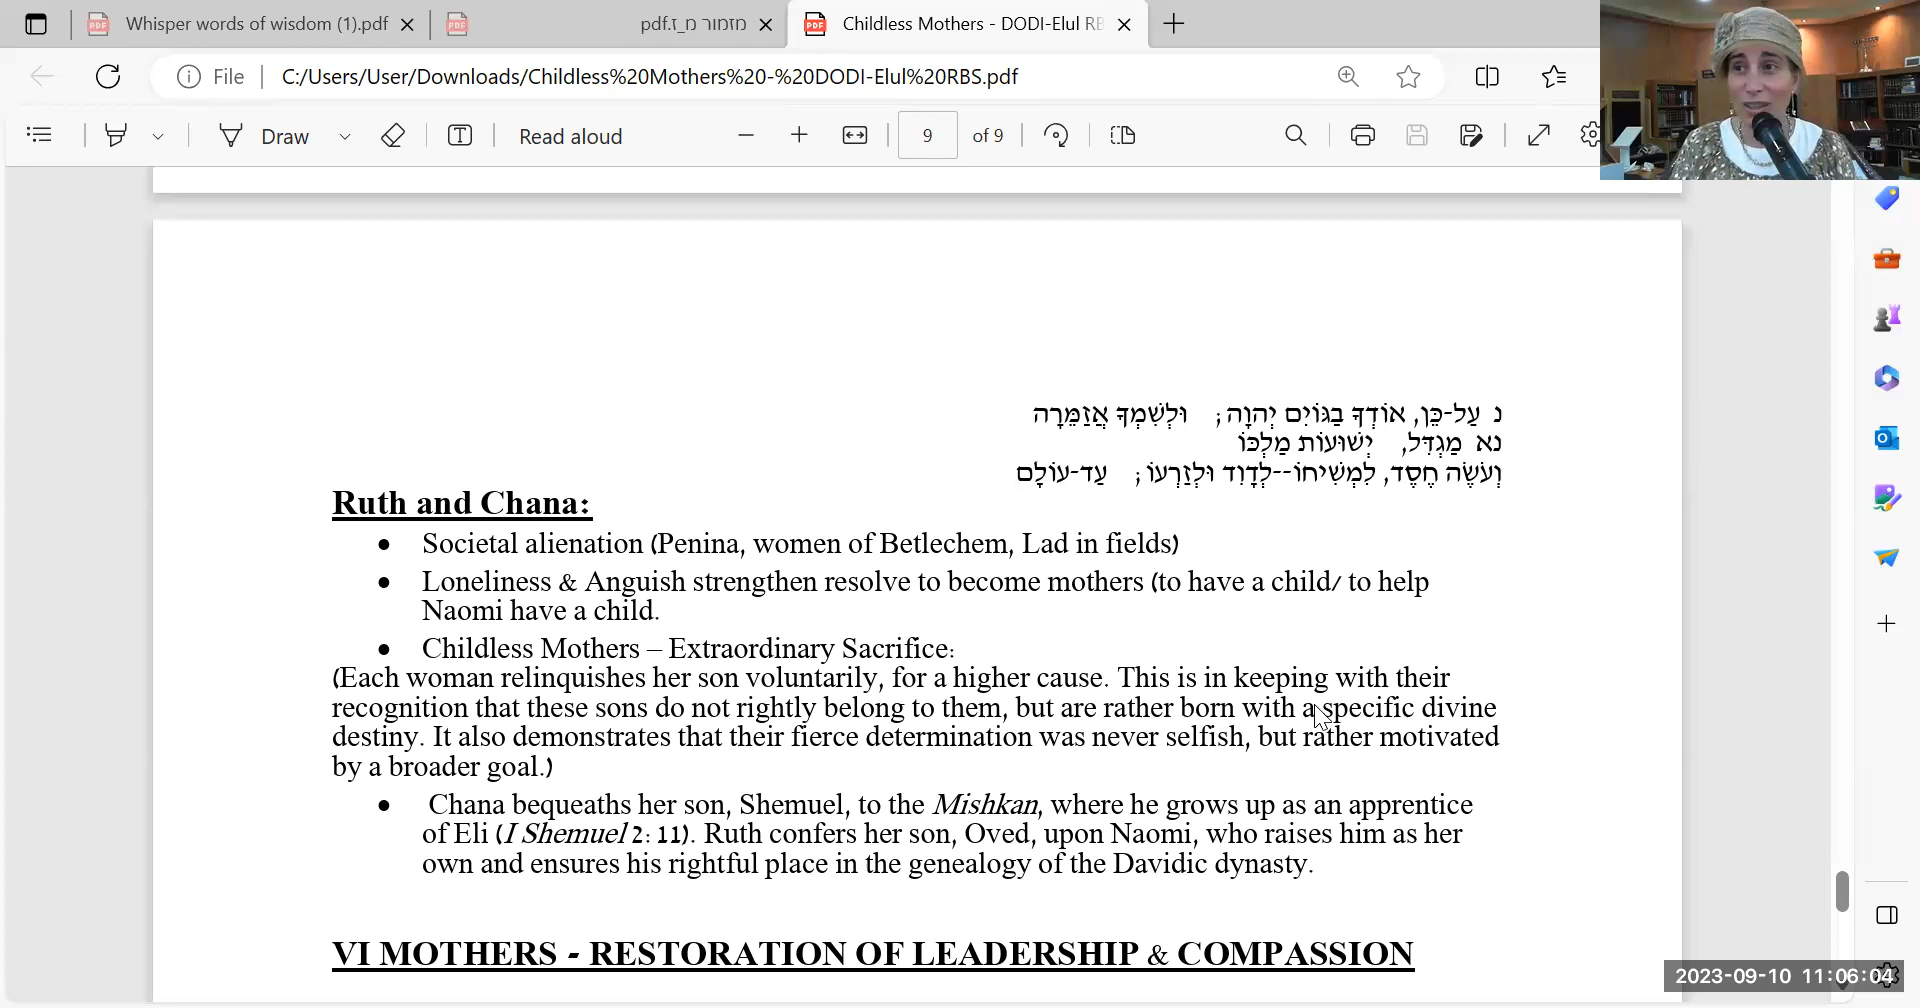 Whisper words of wisdom (1).pdf
מזמור מ_ז.pdf
Childless Mothers - DODI-Elul RB
File
C:/Users/User/Downloads/Childless%20Mothers%20-%20DODI-Elul%20RBS.pdf
Draw
Read aloud
9
of 9
נ עַל-כֵּן, אוֹדְךָ בַגּוֹיִם יְהוָה; וּלְשִׁמְךָ אֲזַמֵּרָה
נא מַגְדִּל, יְשׁוּעוֹת מַלְכּוֹ
וְעֹשֶׂה חֶסֶד, לִמְשִׁיחוֹ--לְדָוִד וּלְזַרְעוֹ; עַד-עוֹלָם
Ruth and Chana:
• Societal alienation (Penina, women of Betlechem, Lad in fields)
• Loneliness & Anguish strengthen resolve to become mothers (to have a child/ to help
Naomi have a child.
• Childless Mothers – Extraordinary Sacrifice:
(Each woman relinquishes her son voluntarily, for a higher cause. This is in keeping with their
recognition that these sons do not rightly belong to them, but are rather born with a specific divine
destiny. It also demonstrates that their fierce determination was never selfish, but rather motivated
by a broader goal.)
• Chana bequeaths her son, Shemuel, to the Mishkan, where he grows up as an apprentice
of Eli (I Shemuel 2: 11). Ruth confers her son, Oved, upon Naomi, who raises him as her
own and ensures his rightful place in the genealogy of the Davidic dynasty.
VI MOTHERS - RESTORATION OF LEADERSHIP & COMPASSION
2023-09-10 11:06:04